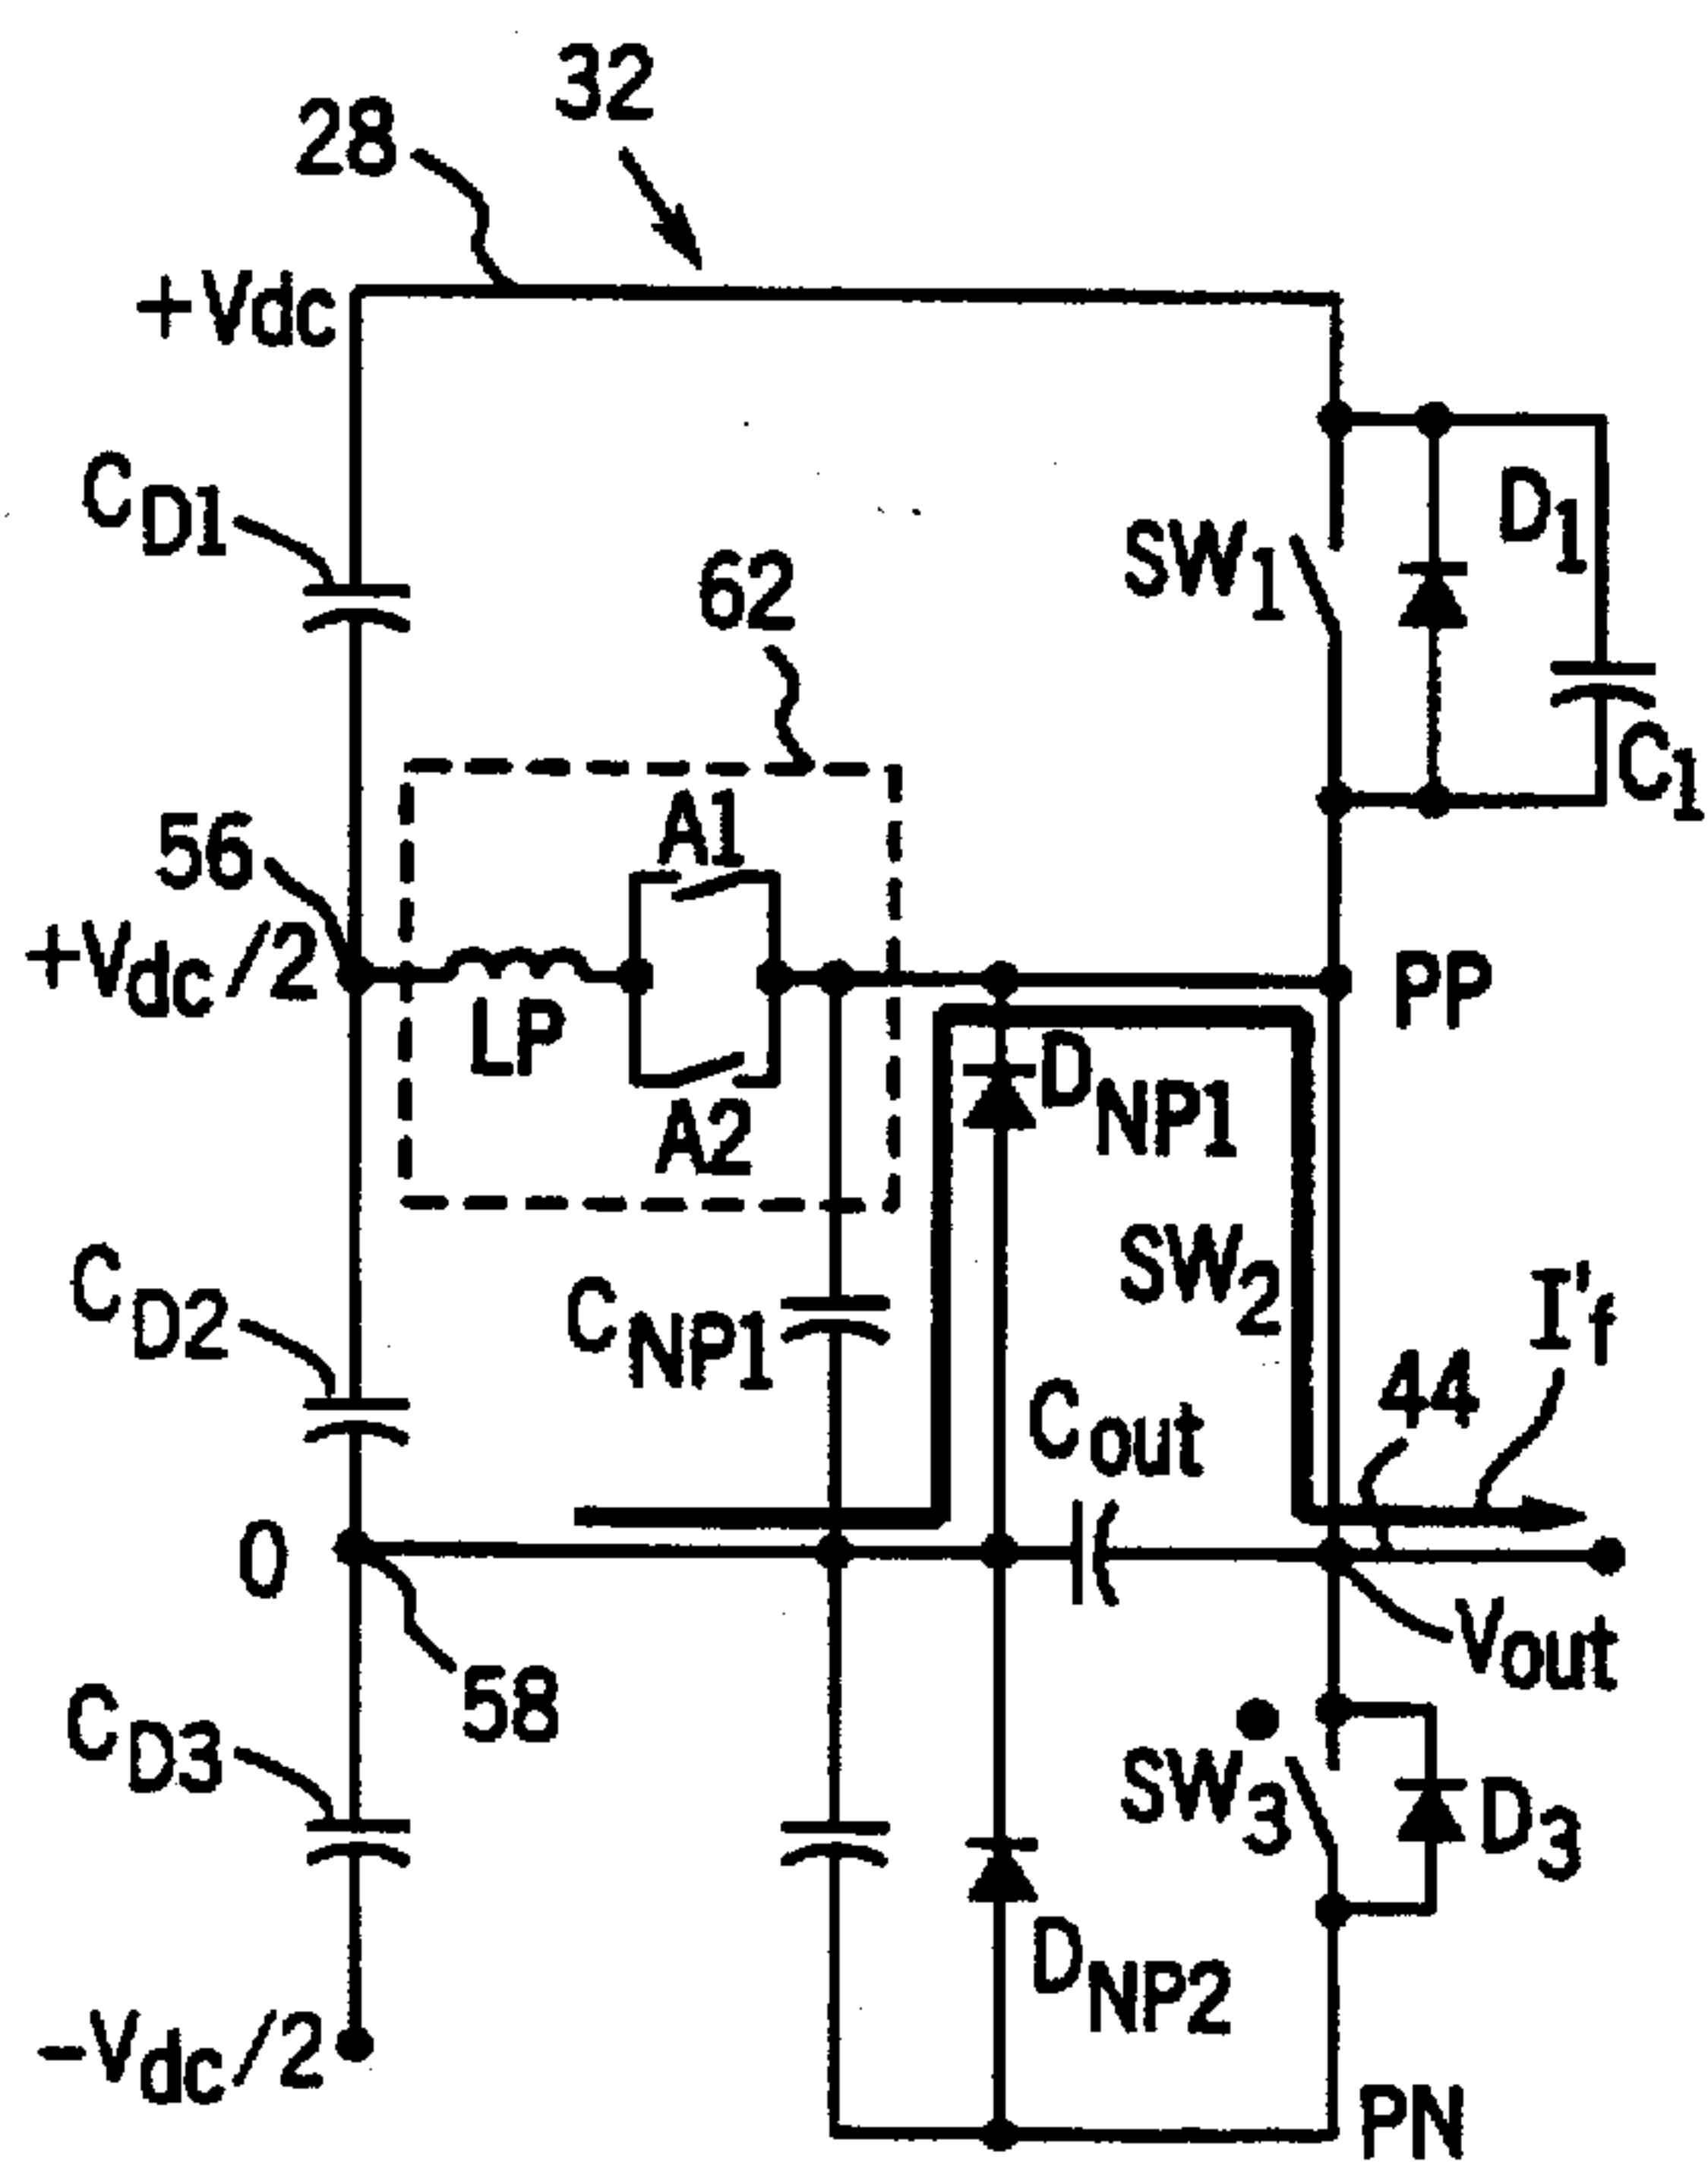 32
28
+Vdc
CD1
D1
SW1
62
C1
A1
56
+Vdc/2
PP
LP
DNP1
A2
SW2
CD2
I'f
CNP1
44
Cout
0
Vout
58
CD3
SW3
D3
DNP2
-Vdc/2
PN